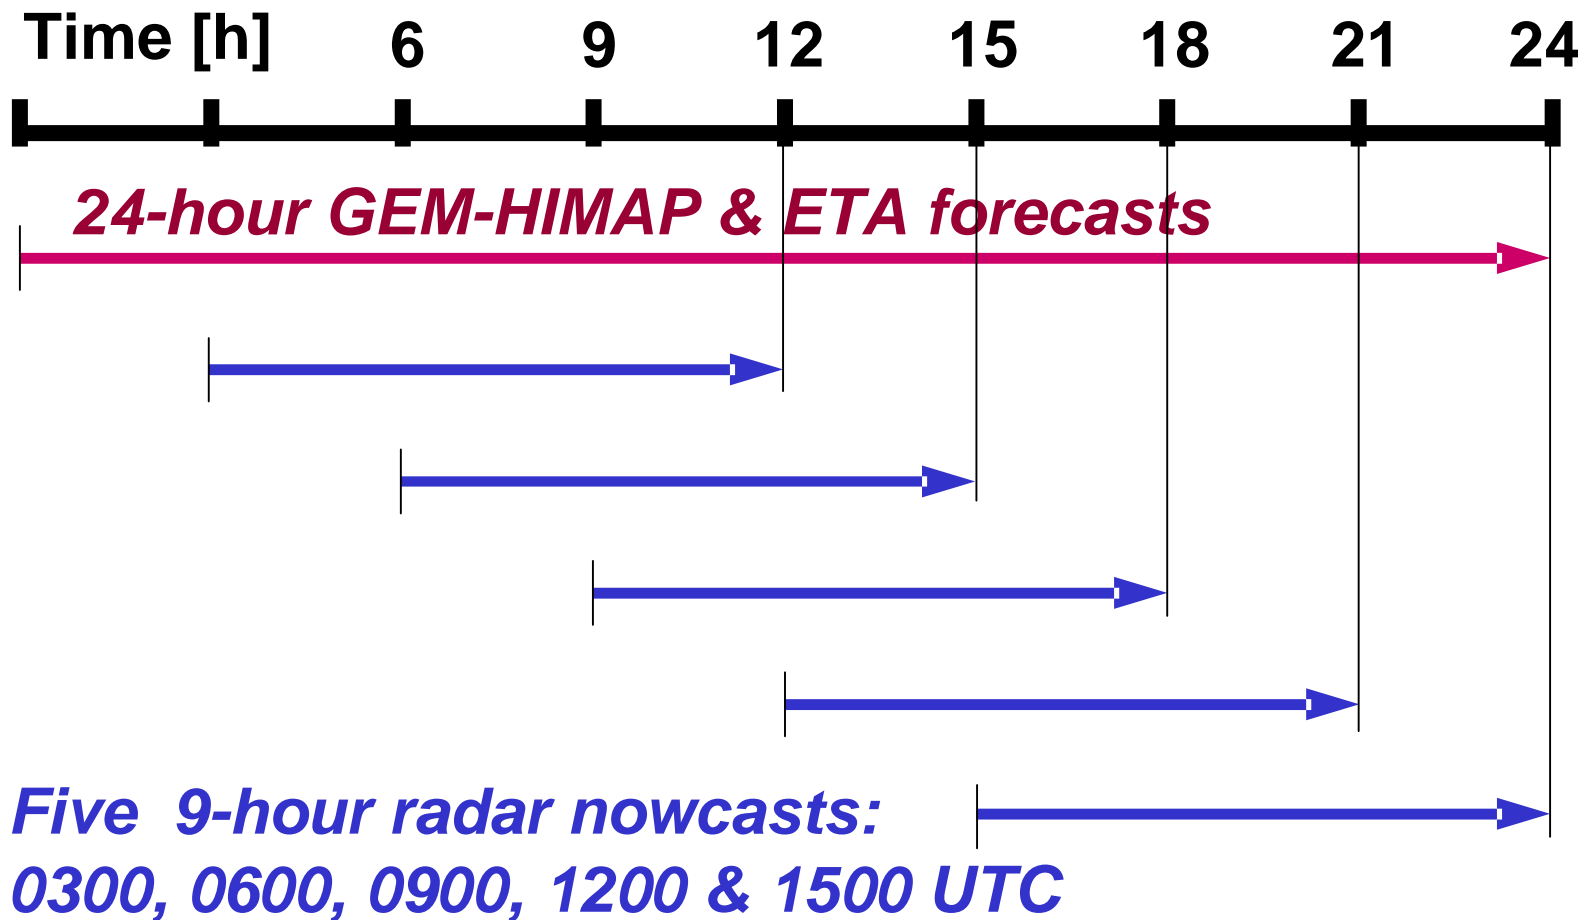 Time [h] 6 9 12 15 18 21 24
24-hour GEM-HIMAP & ETA forecasts
Five 9-hour radar nowcasts:
0300, 0600, 0900, 1200 & 1500 UTC